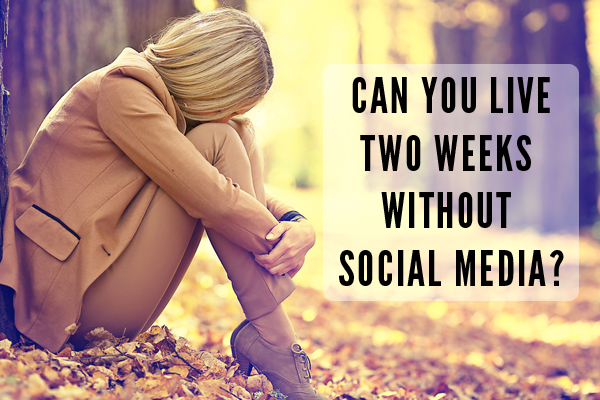 CAN YOU LIVE
TWO WEEKS
WITHOUT
SOCIAL MEDIA?